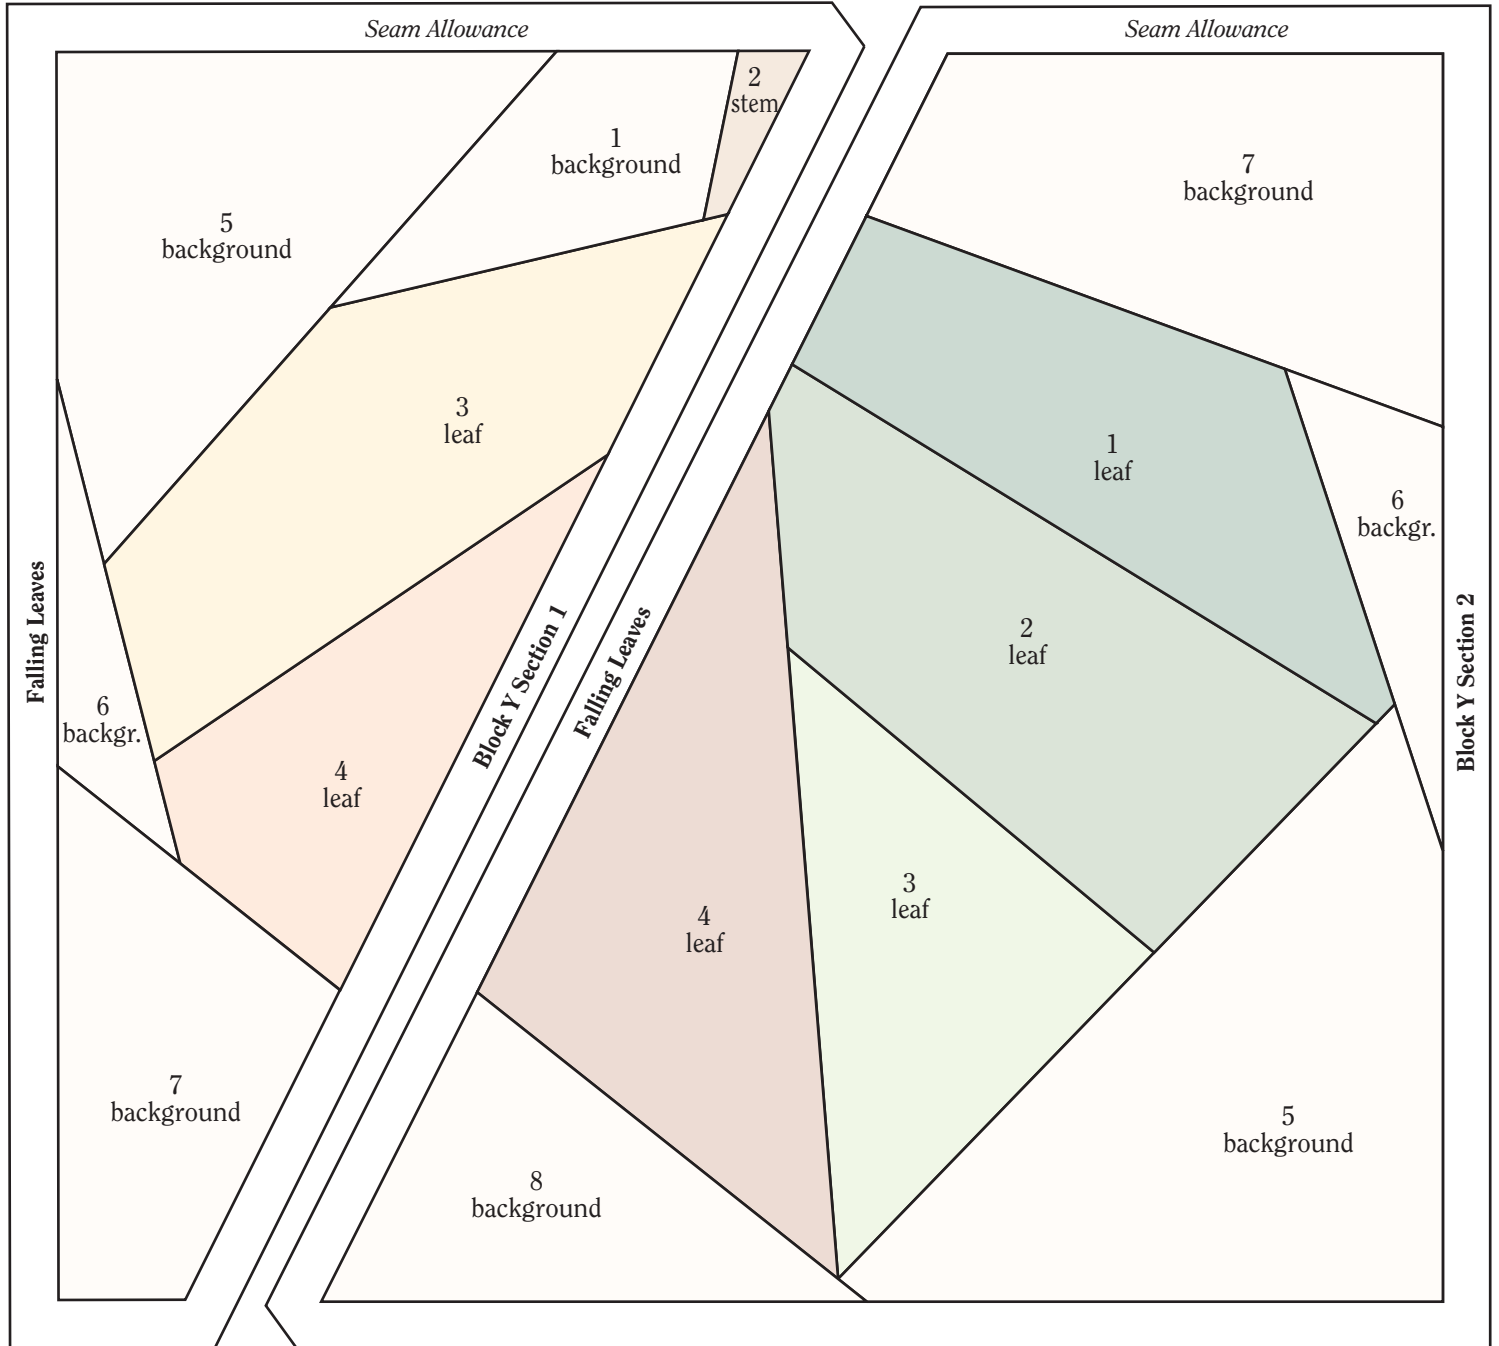 Seam Allowance
2
stem
1
background
5
background
3
leaf
4
leaf
6
backgr.
7
background
Falling Leaves
Block Y Section 1
Seam Allowance
7
background
1
leaf
6
backgr.
2
leaf
3
leaf
4
leaf
5
background
8
background
Falling Leaves
Block Y Section 2